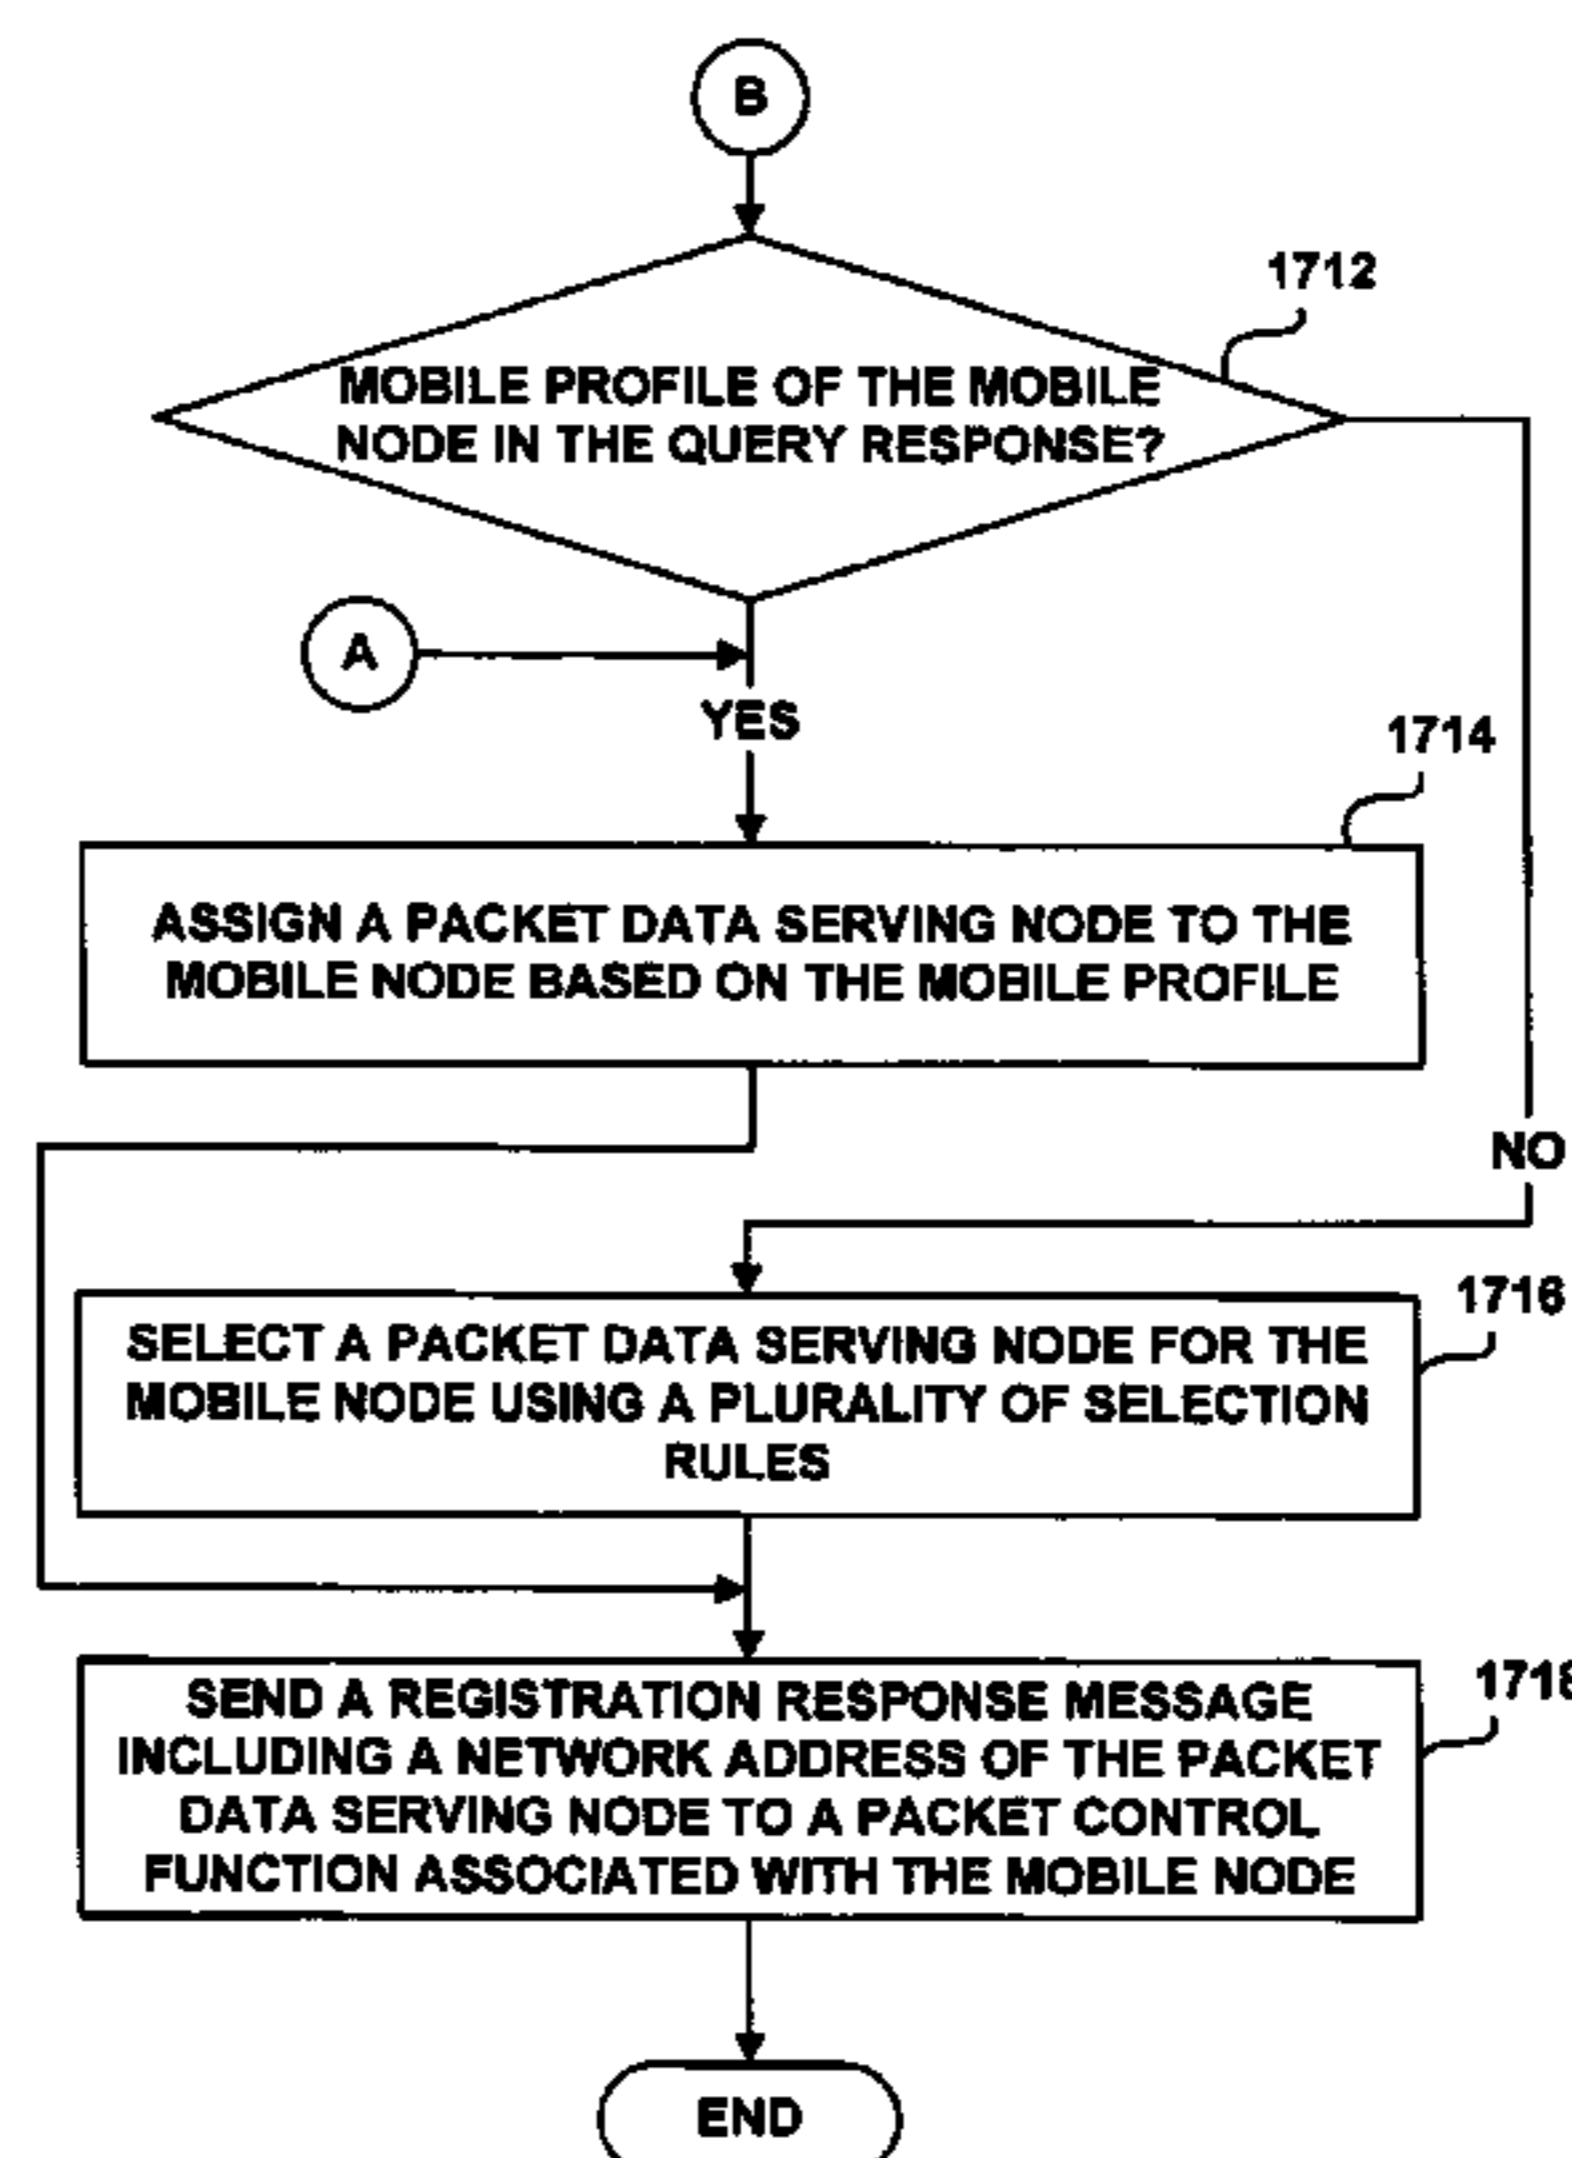 B
1712
MOBILE PROFILE OF THE MOBILE
NODE IN THE QUERY RESPONSE?
A
YES
1714
ASSIGN A PACKET DATA SERVING NODE TO THE
MOBILE NODE BASED ON THE MOBILE PROFILE
NO
1716
SELECT A PACKET DATA SERVING NODE FOR THE
MOBILE NODE USING A PLURALITY OF SELECTION
RULES
1718
SEND A REGISTRATION RESPONSE MESSAGE
INCLUDING A NETWORK ADDRESS OF THE PACKET
DATA SERVING NODE TO A PACKET CONTROL
FUNCTION ASSOCIATED WITH THE MOBILE NODE
END